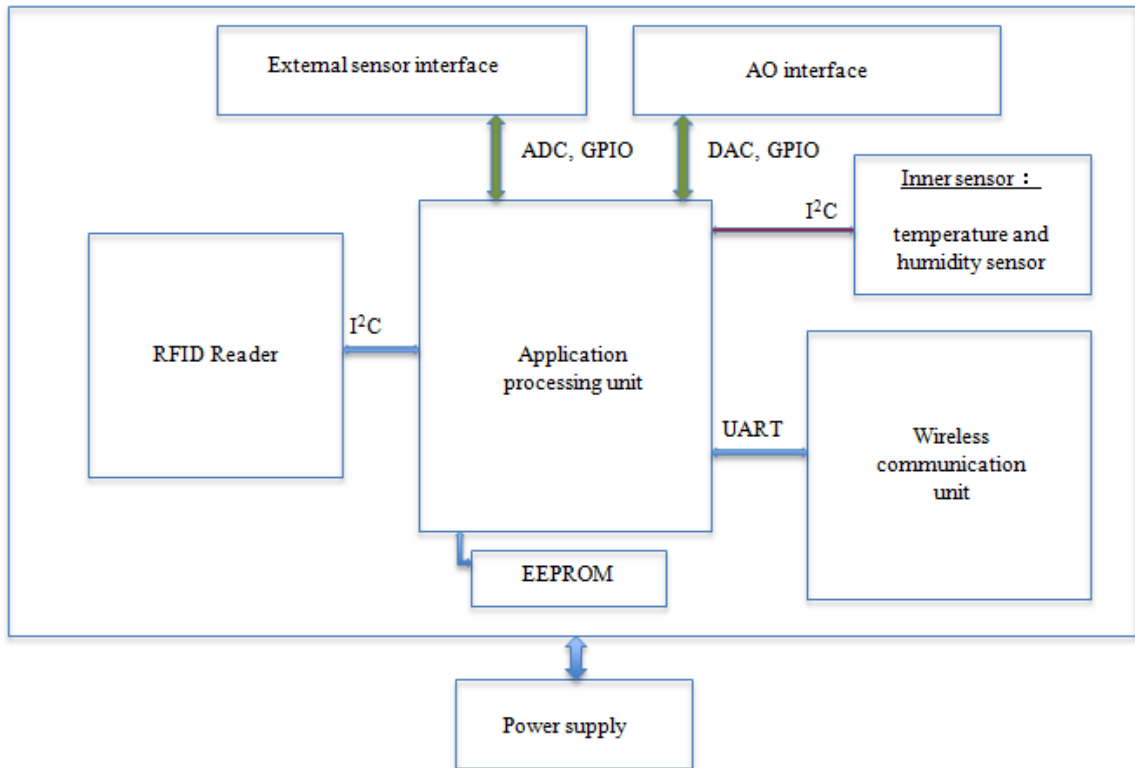 External sensor interface
AO interface
ADC, GPIO
DAC, GPIO
Inner sensor：
temperature and
humidity sensor
I²C
RFID Reader
I²C
Application
processing unit
UART
Wireless
communication
unit
EEPROM
Power supply